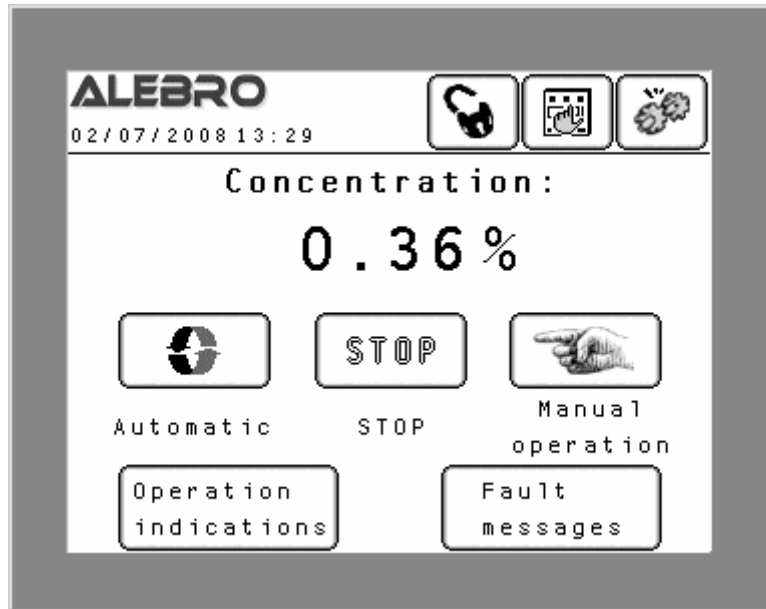 ALEBRO
02/07/2008 13:29
Concentration:
0.36%
STOP
Automatic
STOP
Manual
operation
Operation
indications
Fault
messages